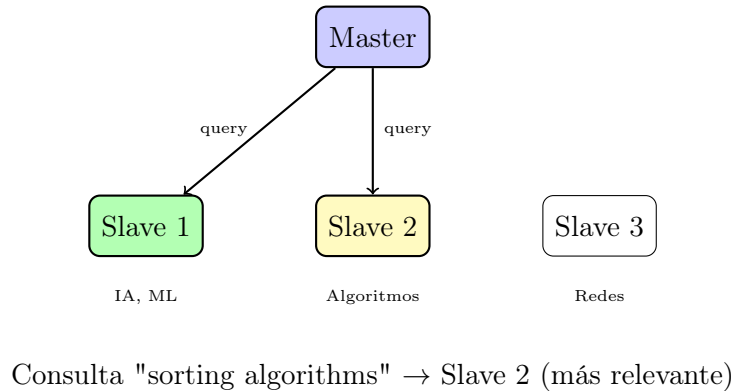 Master
query
query
Slave 1
Slave 2
Slave 3
IA, ML
Algoritmos
Redes
Consulta "sorting algorithms" → Slave 2 (más relevante)